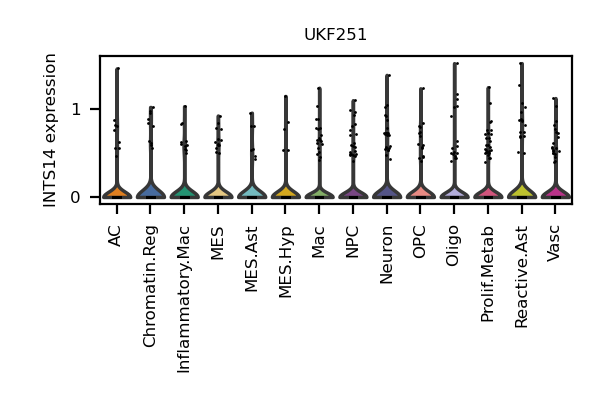 UKF251
INTS14 expression
1
0
AC
Chromatin.Reg
Inflammatory.Mac
MES
MES.Ast
MES.Hyp
Mac
NPC
Neuron
OPC
Oligo
Prolif.Metab
Reactive.Ast
Vasc